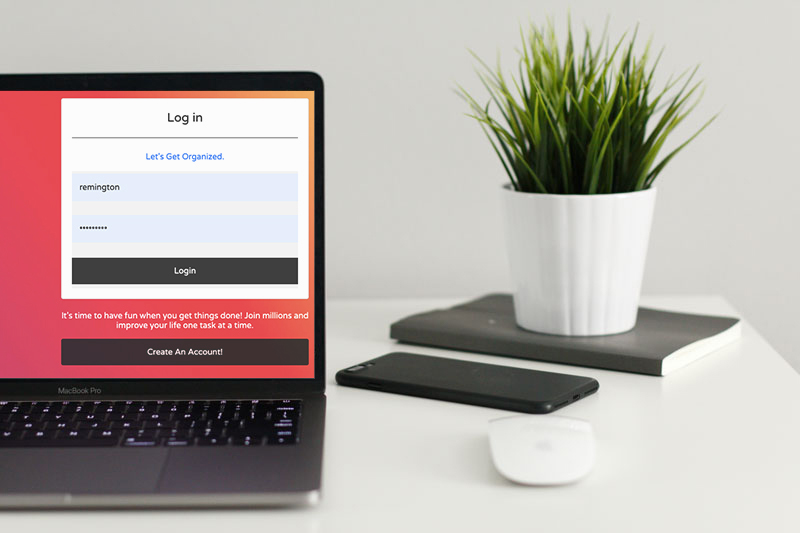 Log in
Let's Get Organized.
remington
•••••••••
Login
It's time to have fun when you get things done! Join millions and
improve your life one task at a time.
Create An Account!
MacBook Pro